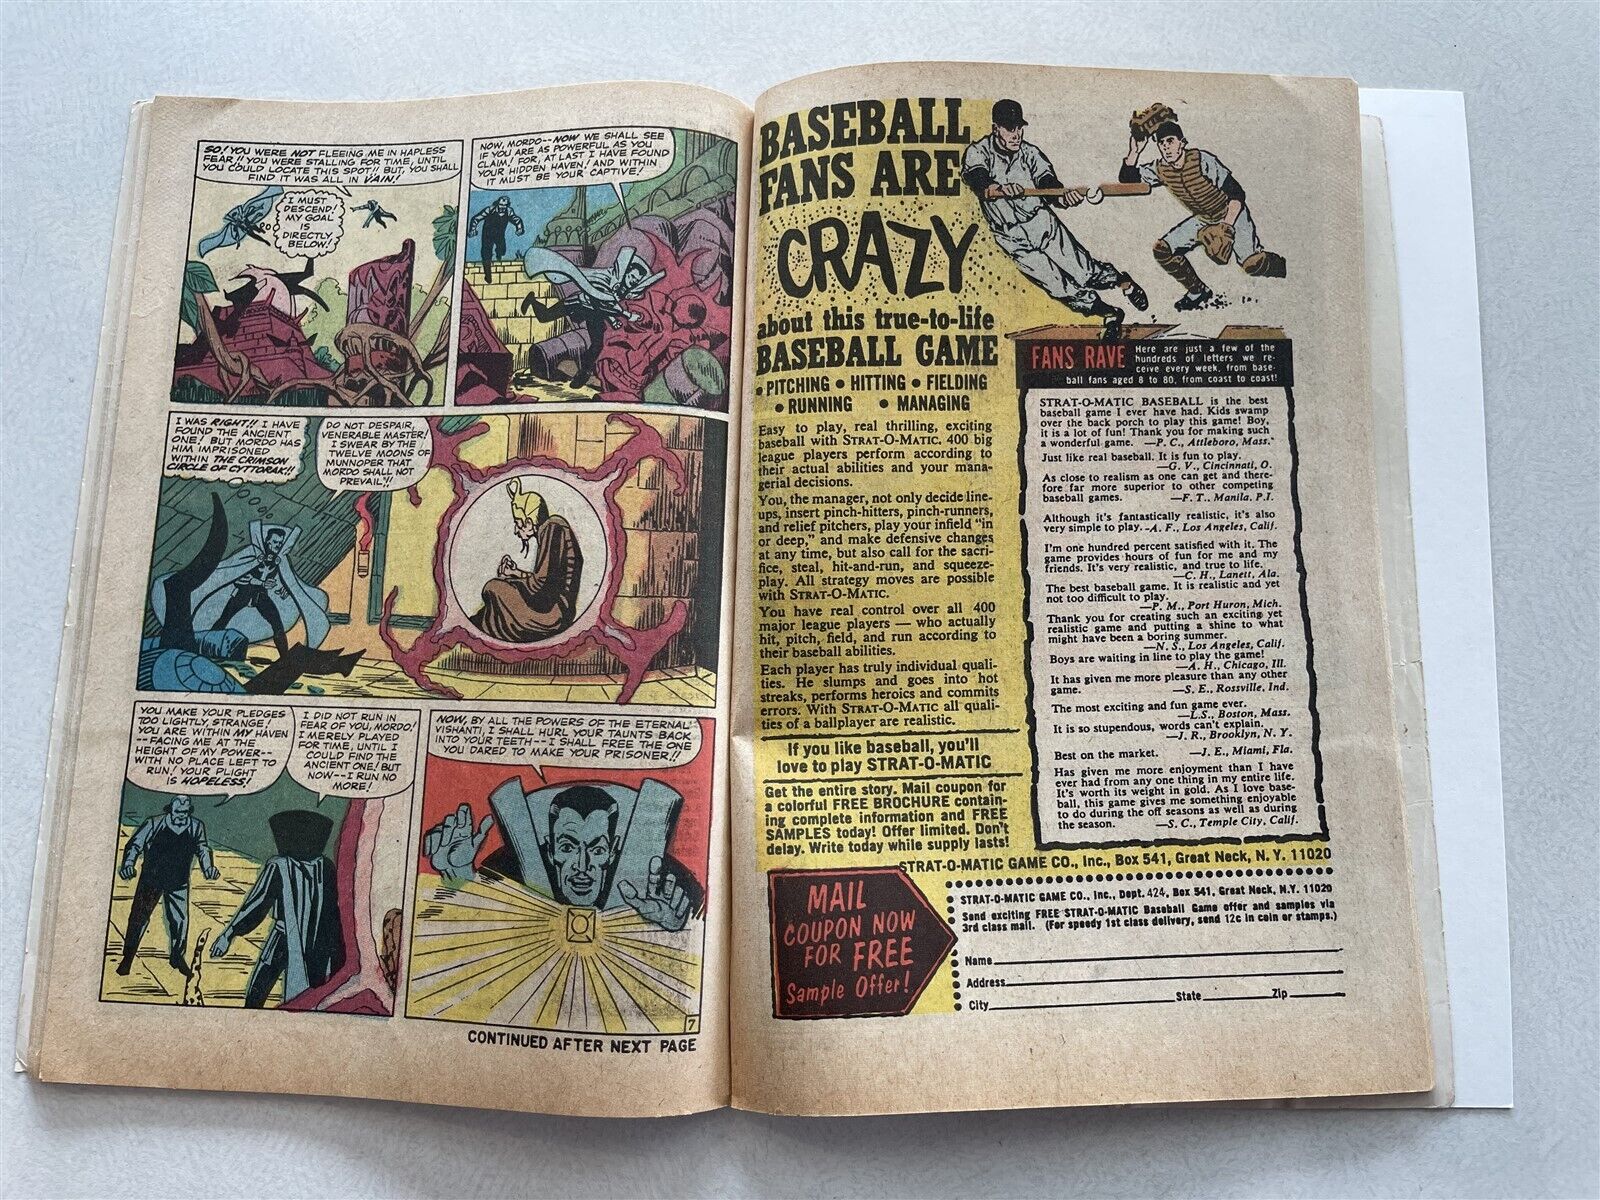 SO! YOU WERE NOT FLEEING ME IN HAPLESS
FEAR!! YOU WERE STALLING FOR TIME, UNTIL
YOU COULD LOCATE THIS SPOT!! BUT, YOU SHALL
FIND IT WAS ALL IN VAIN!
I MUST
DESCEND!
MY GOAL
IS
DIRECTLY
BELOW!
NOW, MORDO--NOW WE SHALL SEE
IF YOU ARE AS POWERFUL AS YOU
CLAIM! FOR, AT LAST I HAVE FOUND
YOUR HIDDEN HAVEN! AND WITHIN
IT MUST BE YOUR CAPTIVE!
I WAS RIGHT!! I HAVE
FOUND THE ANCIENT
ONE! BUT MORDO HAS
HIM IMPRISONED
WITHIN THE CRIMSON
CIRCLE OF CYTTORAK!!
DO NOT DESPAIR,
VENERABLE MASTER!
I SWEAR BY THE
TWELVE MOONS OF
MUNNOPOR THAT
MORDO SHALL NOT
PREVAIL!!
YOU MAKE YOUR PLEDGES
TOO LIGHTLY, STRANGE!
YOU ARE WITHIN MY HAVEN
--FACING ME AT THE
HEIGHT OF MY POWER--
WITH NO PLACE LEFT TO
RUN! YOUR PLIGHT
IS HOPELESS!
I DID NOT RUN IN
FEAR OF YOU, MORDO!
I MERELY PLAYED
FOR TIME, UNTIL I
COULD FIND THE
ANCIENT ONE! BUT
NOW--I RUN NO
MORE!
NOW, BY ALL THE POWERS OF THE ETERNAL
VISHANTI, I SHALL HURL YOUR TAUNTS BACK
INTO YOUR TEETH--I SHALL FREE THE ONE
YOU DARED TO MAKE YOUR PRISONER!!
7
CONTINUED AFTER NEXT PAGE
BASEBALL
FANS ARE
CRAZY
about this true-to-life
BASEBALL GAME
• PITCHING • HITTING • FIELDING
• RUNNING • MANAGING
Easy to play, real thrilling, exciting
baseball with STRAT-O-MATIC. 400 big
league players perform according to
their actual abilities and your mana-
gerial decisions.
You, the manager, not only decide line-
ups, insert pinch-hitters, pinch-runners,
and relief pitchers, play your infield "in
or deep," and make defensive changes
at any time, but also call for the sacri-
fice, steal, hit-and-run, and squeeze-
play. All strategy moves are possible
with STRAT-O-MATIC.
You have real control over all 400
major league players — who actually
hit, pitch, field, and run according to
their baseball abilities.
Each player has truly individual quali-
ties. He slumps and goes into hot
streaks, performs heroics and commits
errors. With STRAT-O-MATIC all quali-
ties of a ballplayer are realistic.
If you like baseball, you'll
love to play STRAT-O-MATIC
Get the entire story. Mail coupon for
a colorful FREE BROCHURE contain-
ing complete information and FREE
SAMPLES today! Offer limited. Don't
delay. Write today while supply lasts!
FANS RAVE Here are just a few of the
hundreds of letters we re-
ceive every week, from base-
ball fans aged 8 to 80, from coast to coast!
STRAT-O-MATIC BASEBALL is the best
baseball game I ever have had. Kids swamp
over the back porch to play this game! Boy,
it is a lot of fun! Thank you for making such
a wonderful game. —P. C., Attleboro, Mass.
Just like real baseball. It is fun to play.
—G. V., Cincinnati, O.
As close to realism as one can get and there-
fore far more superior to other competing
baseball games. —F. T., Manila, P.I.
Although it's fantastically realistic, it's also
very simple to play.—A. F., Los Angeles, Calif.
I'm one hundred percent satisfied with it. The
game provides hours of fun for me and my
friends. It's very realistic, and true to life.
—C. H., Lanett, Ala.
The best baseball game. It is realistic and yet
not too difficult to play.
—P. M., Port Huron, Mich.
Thank you for creating such an exciting yet
realistic game and putting a shine to what
might have been a boring summer.
—N. S., Los Angeles, Calif.
Boys are waiting in line to play the game!
—A. H., Chicago, Ill.
It has given me more pleasure than any other
game. —S. E., Rossville, Ind.
The most exciting and fun game ever.
—L.S., Boston, Mass.
It is so stupendous, words can't explain.
—J. R., Brooklyn, N. Y.
Best on the market. —J. E., Miami, Fla.
Has given me more enjoyment than I have
ever had from any one thing in my entire life.
It's worth its weight in gold. As I love base-
ball, this game gives me something enjoyable
to do during the off seasons as well as during
the season. —S. C., Temple City, Calif.
STRAT-O-MATIC GAME CO., Inc., Box 541, Great Neck, N. Y. 11020
MAIL
COUPON NOW
FOR FREE
Sample Offer!
STRAT-O-MATIC GAME CO., Inc., Dept. 424, Box 541, Great Neck, N.Y. 11020
Send exciting FREE STRAT-O-MATIC Baseball Game offer and samples via
3rd class mail. (For speedy 1st class delivery, send 12c in coin or stamps.)
Name
Address
City State Zip